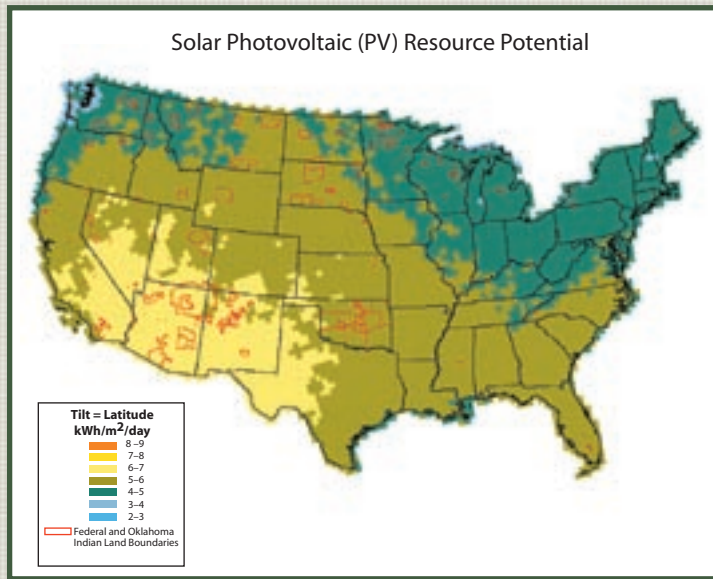 Solar Photovoltaic (PV) Resource Potential
Tilt = Latitude
kWh/m²/day
8–9
7–8
6–7
5–6
4–5
3–4
2–3
Federal and Oklahoma
Indian Land Boundaries